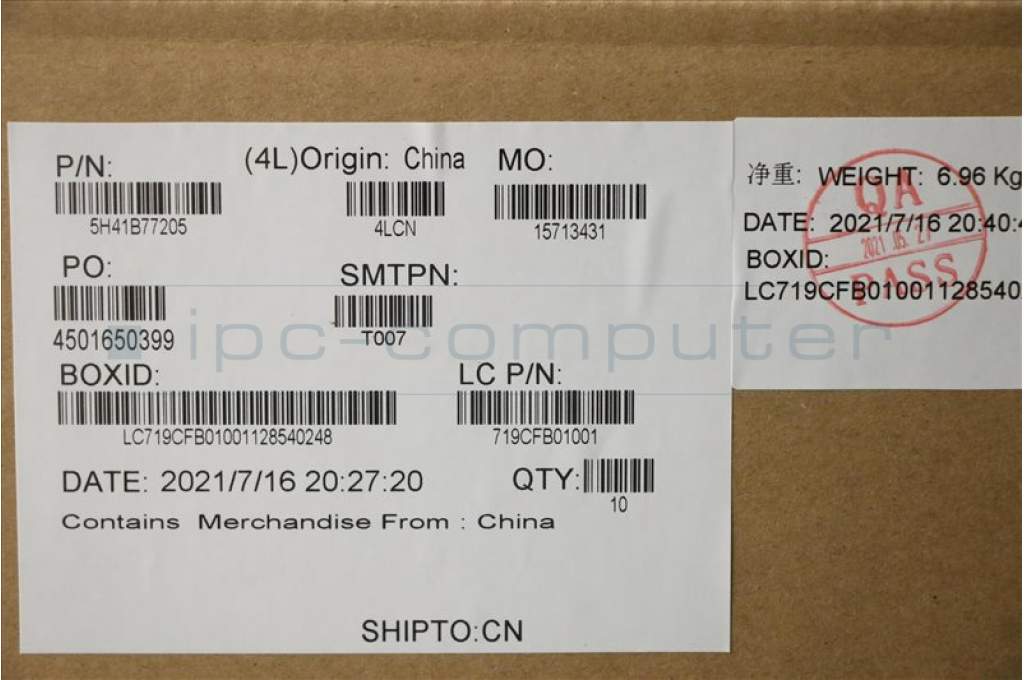 P/N:
5H41B77205
(4L)Origin: China
4LCN
MO:
15713431
PO:
4501650399
SMTPN:
T007
BOXID:
LC719CFB01001128540248
LC P/N:
719CFB01001
DATE: 2021/7/16 20:27:20
QTY:
10
Contains Merchandise From : China
SHIPTO:CN
净重: WEIGHT: 6.96 Kg
DATE: 2021/7/16 20:40:4
BOXID:
LC719CFB01001128540
QA
PASS
ipc-computer